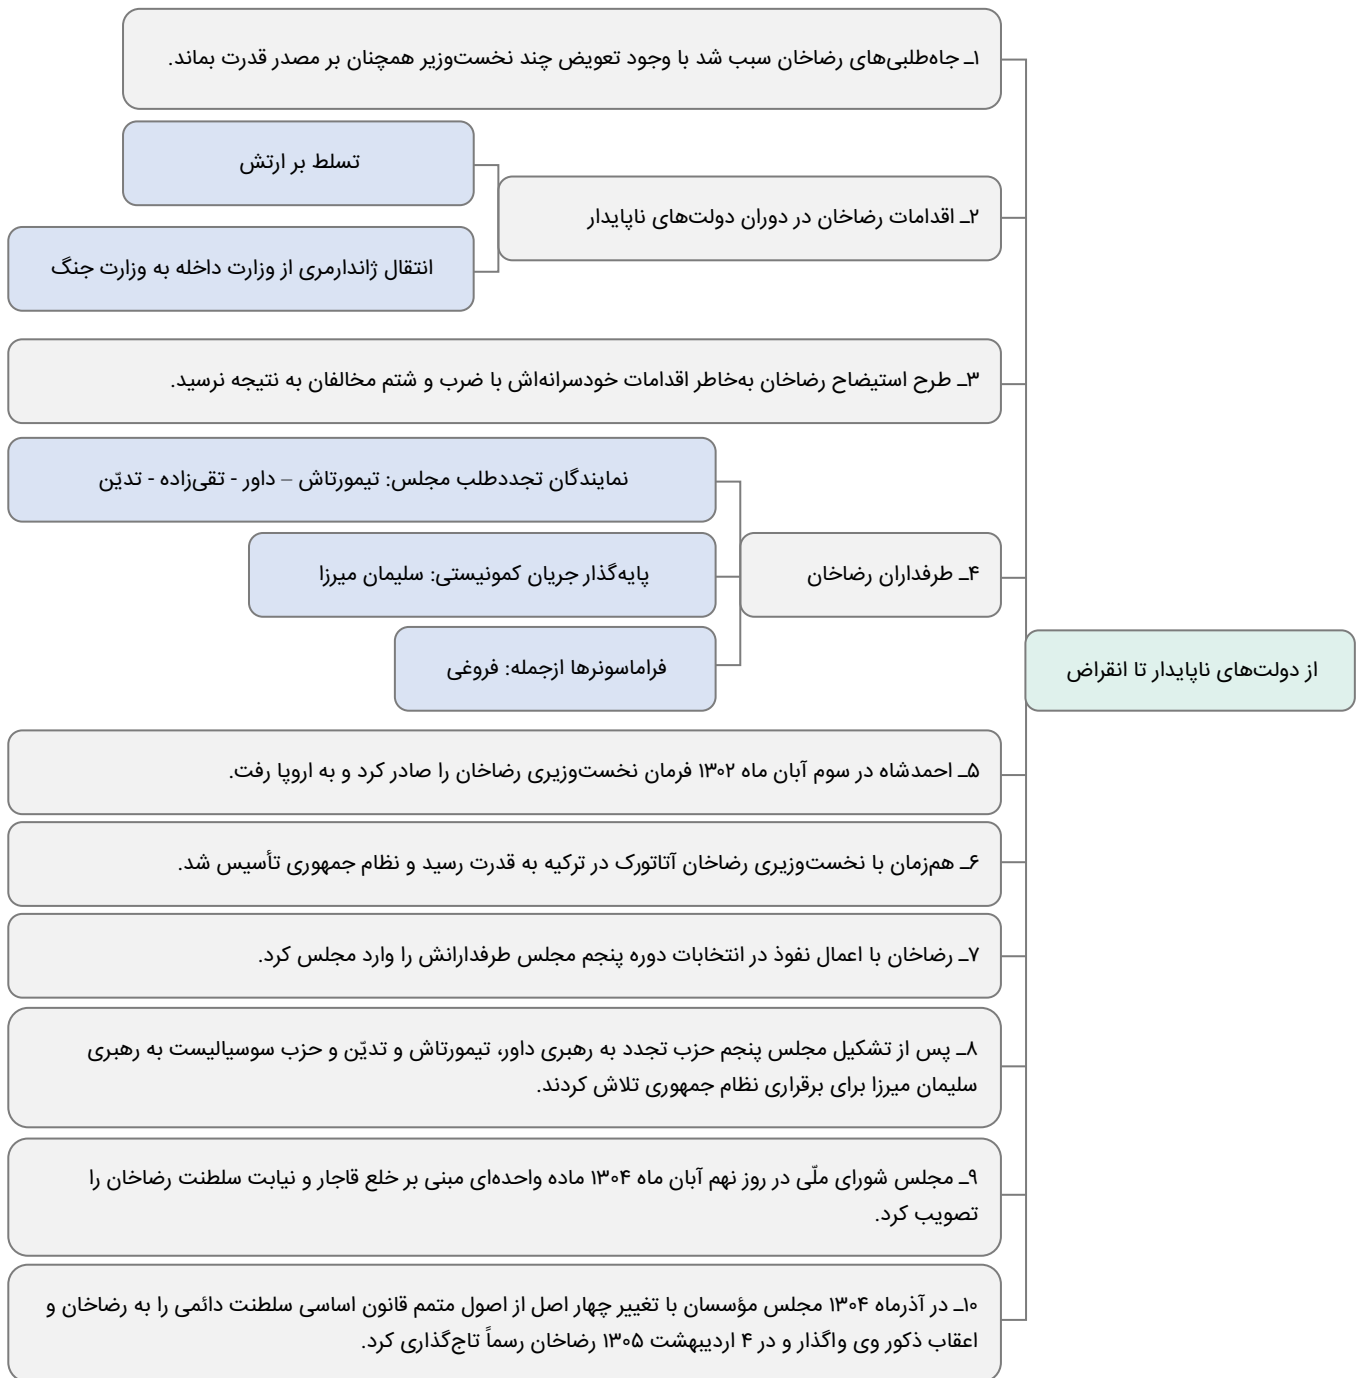 از دولت‌های ناپایدار تا انقراض
۱ـ جاه‌طلبی‌های رضاخان سبب شد با وجود تعویض چند نخست‌وزیر همچنان بر مصدر قدرت بماند.
۲ـ اقدامات رضاخان در دوران دولت‌های ناپایدار
تسلط بر ارتش
انتقال ژاندارمری از وزارت داخله به وزارت جنگ
۳ـ طرح استیضاح رضاخان به‌خاطر اقدامات خودسرانه‌اش با ضرب و شتم مخالفان به نتیجه نرسید.
۴ـ طرفداران رضاخان
نمایندگان تجددطلب مجلس: تیمورتاش – داور - تقی‌زاده - تدیّن
پایه‌گذار جریان کمونیستی: سلیمان میرزا
فراماسونرها ازجمله: فروغی
۵ـ احمدشاه در سوم آبان ماه ۱۳۰۲ فرمان نخست‌وزیری رضاخان را صادر کرد و به اروپا رفت.
۶ـ هم‌زمان با نخست‌وزیری رضاخان آتاتورک در ترکیه به قدرت رسید و نظام جمهوری تأسیس شد.
۷ـ رضاخان با اعمال نفوذ در انتخابات دوره پنجم مجلس طرفدارانش را وارد مجلس کرد.
۸ـ پس از تشکیل مجلس پنجم حزب تجدد به رهبری داور، تیمورتاش و تدیّن و حزب سوسیالیست به رهبری
سلیمان میرزا برای برقراری نظام جمهوری تلاش کردند.
۹ـ مجلس شورای ملّی در روز نهم آبان ماه ۱۳۰۴ ماده واحده‌ای مبنی بر خلع قاجار و نیابت سلطنت رضاخان را
تصویب کرد.
۱۰ـ در آذرماه ۱۳۰۴ مجلس مؤسسان با تغییر چهار اصل از اصول متمم قانون اساسی سلطنت دائمی را به رضاخان و
اعقاب ذکور وی واگذار و در ۴ اردیبهشت ۱۳۰۵ رضاخان رسماً تاج‌گذاری کرد.